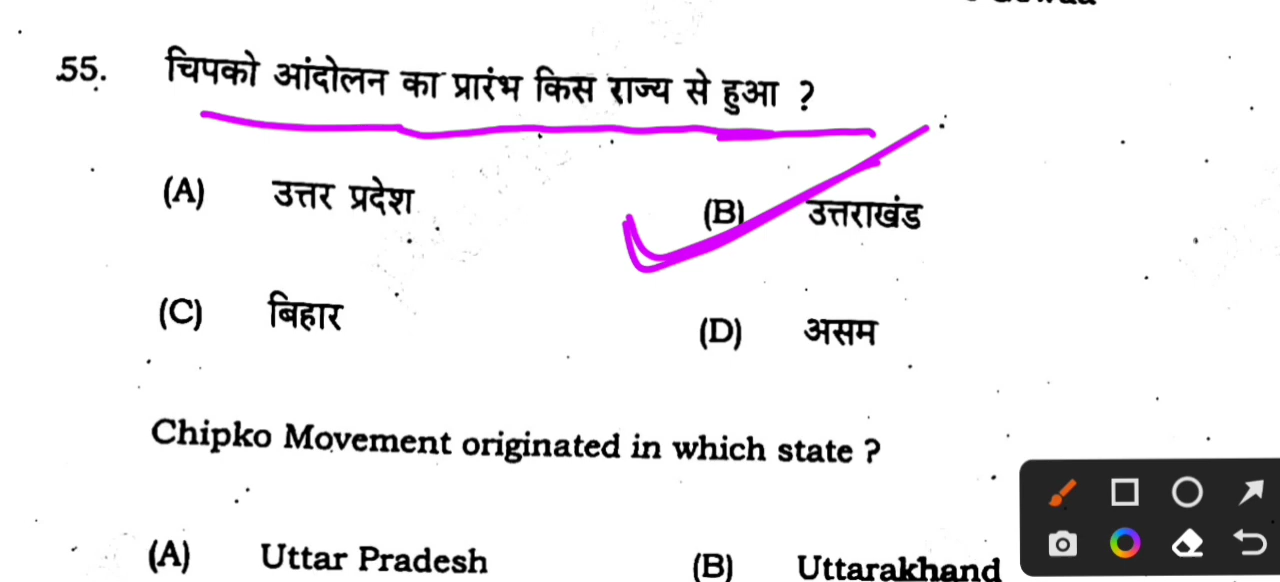 55. चिपको आंदोलन का प्रारंभ किस राज्य से हुआ ?
(A) उत्तर प्रदेश (B) उत्तराखंड
(C) बिहार (D) असम
Chipko Movement originated in which state ?
(A) Uttar Pradesh (B) Uttarakhand